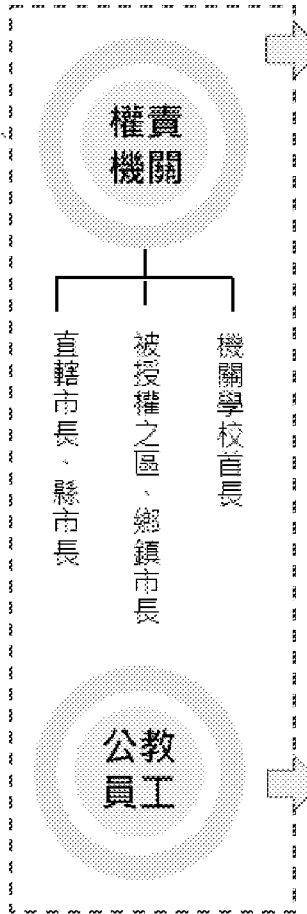 權責
機關
直轄市長、縣市長
被授權之區、鄉鎮市長
機關學校首長
公教
員工